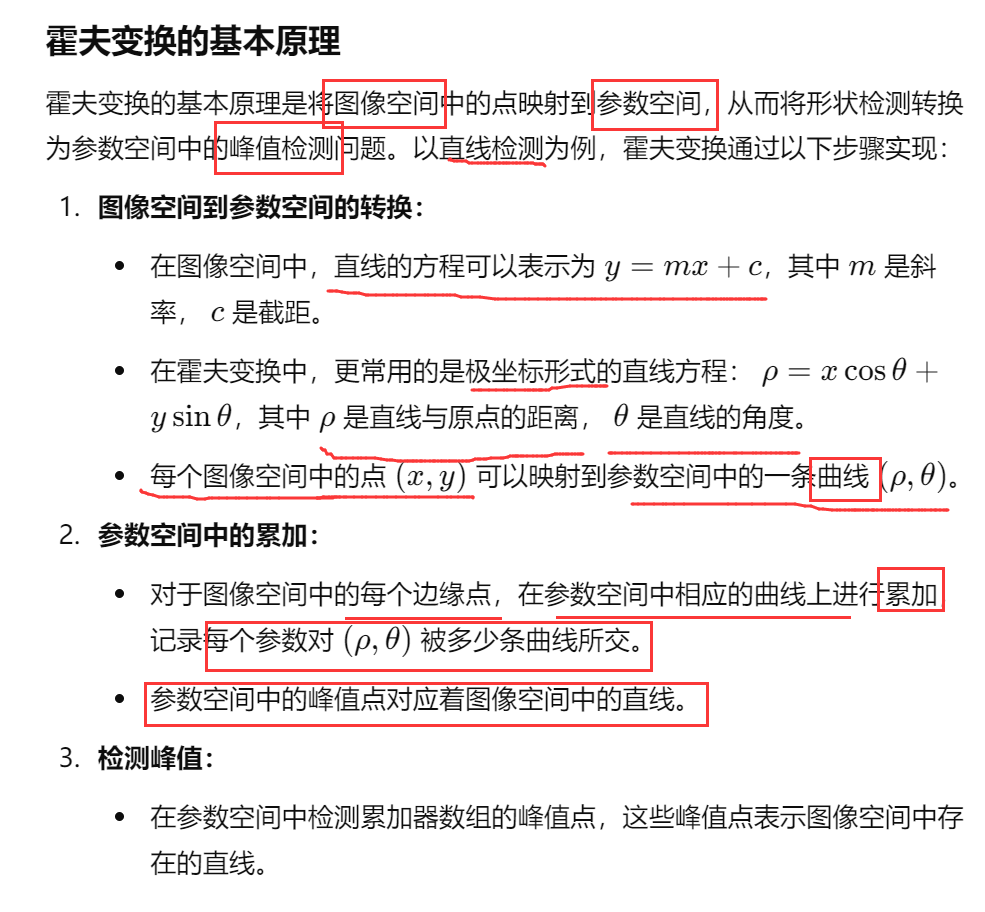 霍夫变换的基本原理
霍夫变换的基本原理是将图像空间中的点映射到参数空间，从而将形状检测转换
为参数空间中的峰值检测问题。以直线检测为例，霍夫变换通过以下步骤实现：
1. 图像空间到参数空间的转换：
• 在图像空间中，直线的方程可以表示为 y = mx + c，其中 m 是斜
率， c 是截距。
• 在霍夫变换中，更常用的是极坐标形式的直线方程： ρ = x cos θ +
y sin θ，其中 ρ 是直线与原点的距离， θ 是直线的角度。
• 每个图像空间中的点 (x, y) 可以映射到参数空间中的一条曲线 (ρ, θ)。
2. 参数空间中的累加：
• 对于图像空间中的每个边缘点，在参数空间中相应的曲线上进行累加
记录每个参数对 (ρ, θ) 被多少条曲线所交。
• 参数空间中的峰值点对应着图像空间中的直线。
3. 检测峰值：
• 在参数空间中检测累加器数组的峰值点，这些峰值点表示图像空间中存
在的直线。